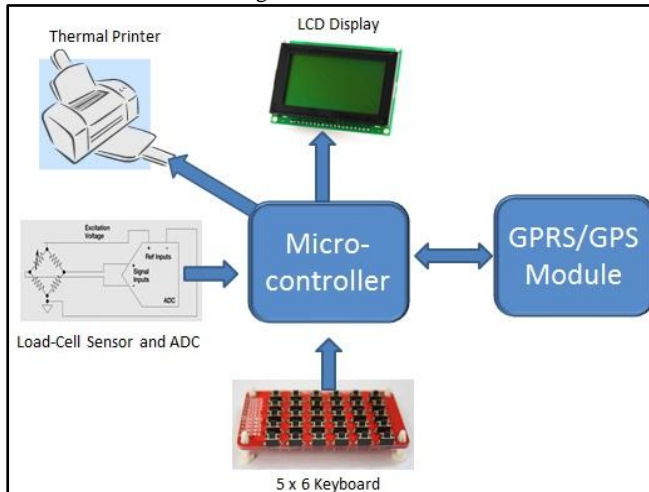 Thermal Printer
LCD Display
Excitation
Voltage
+
-
Ref Inputs
+
Signal
Inputs
-
ADC
Micro-
controller
GPRS/GPS
Module
Load-Cell Sensor and ADC
5 x 6 Keyboard